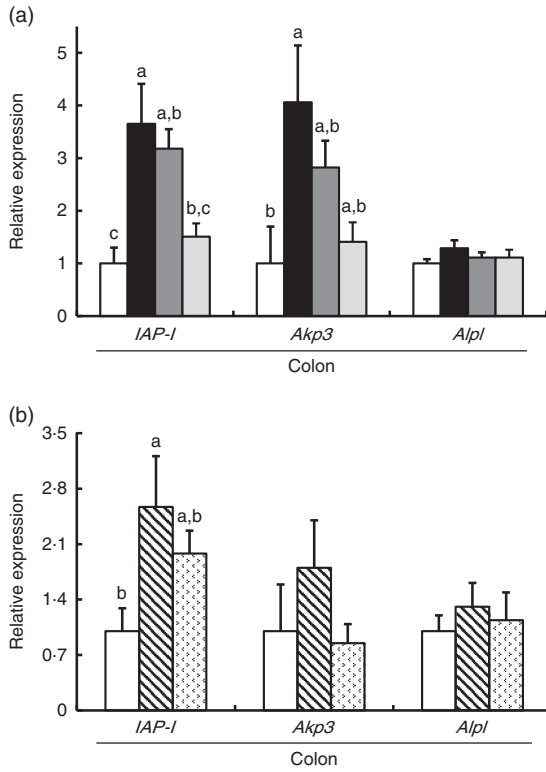 (a)
Relative expression
5
4
3
2
1
0
c
a
a,b
b,c
b
a
a,b
a,b
IAP-I
Akp3
Alpl
Colon
(b)
Relative expression
3·5
2·8
2·1
1·4
0·7
0
b
a
a,b
IAP-I
Akp3
Alpl
Colon